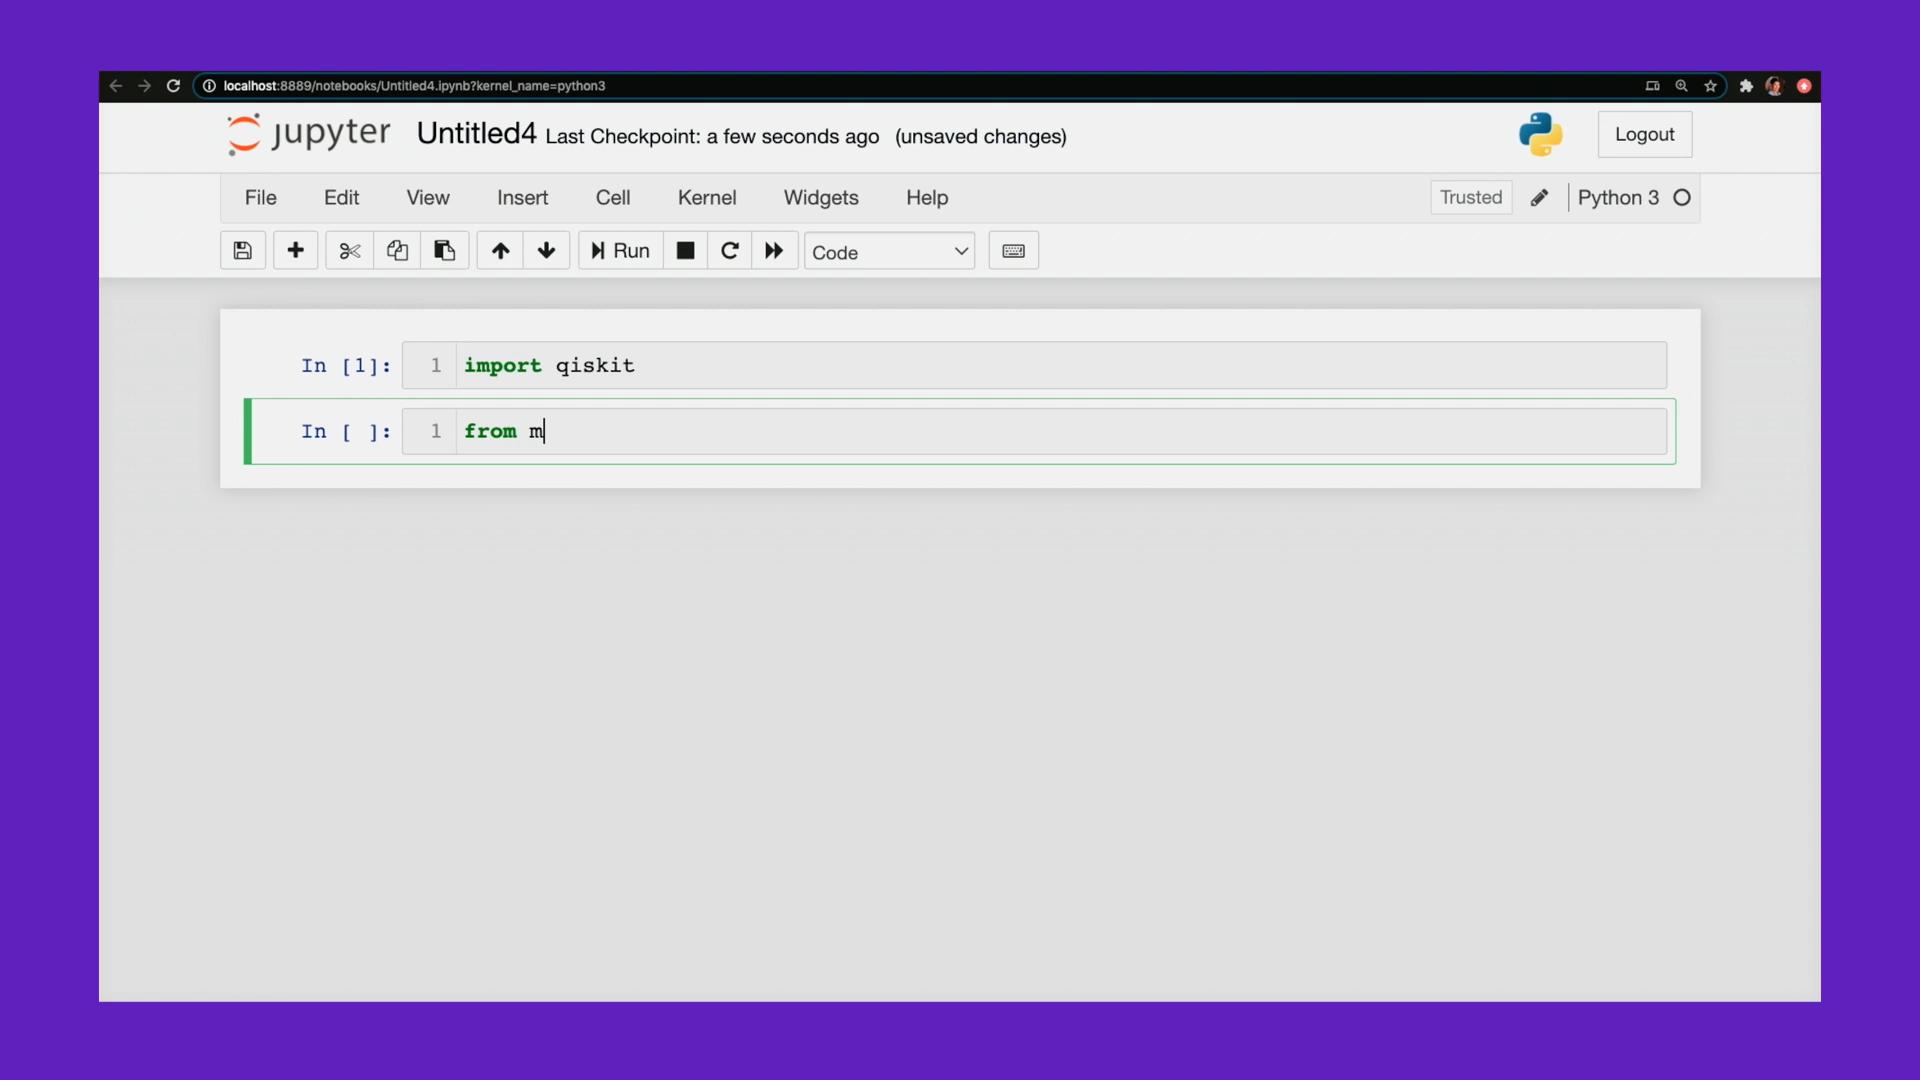 localhost:8889/notebooks/Untitled4.ipynb?kernel_name=python3
jupyter Untitled4 Last Checkpoint: a few seconds ago (unsaved changes) Logout
File Edit View Insert Cell Kernel Widgets Help Trusted Python 3
Run Code
In [1]: 1 import qiskit
In [ ]: 1 from m